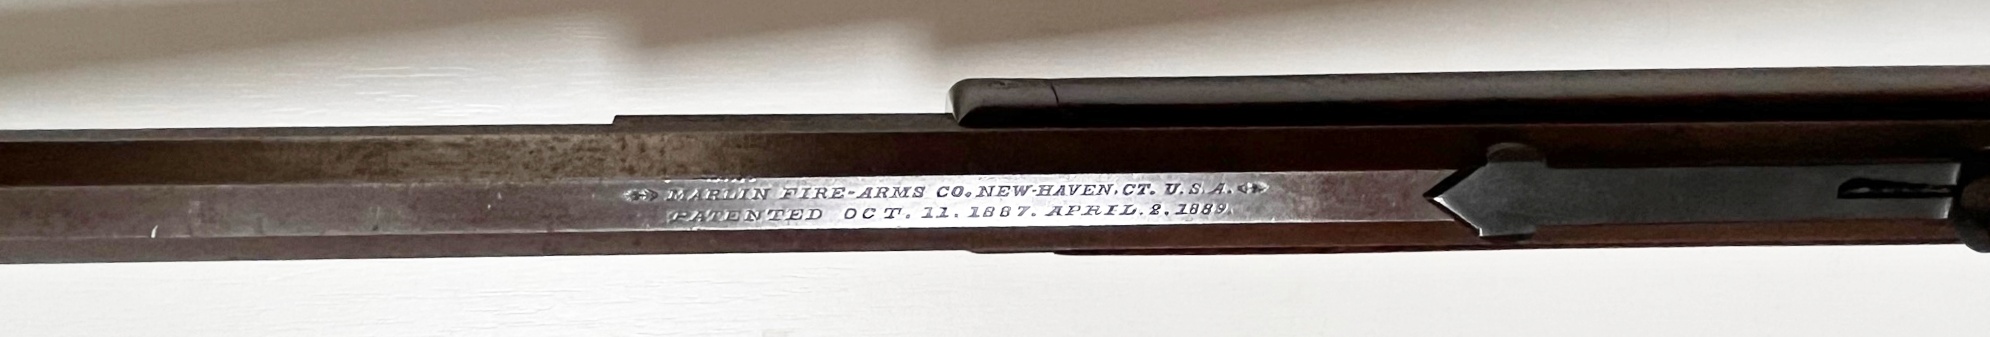 MARLIN FIRE-ARMS CO. NEW-HAVEN. CT. U.S.A.
PATENTED OCT. 11. 1887. APRIL. 2. 1889.